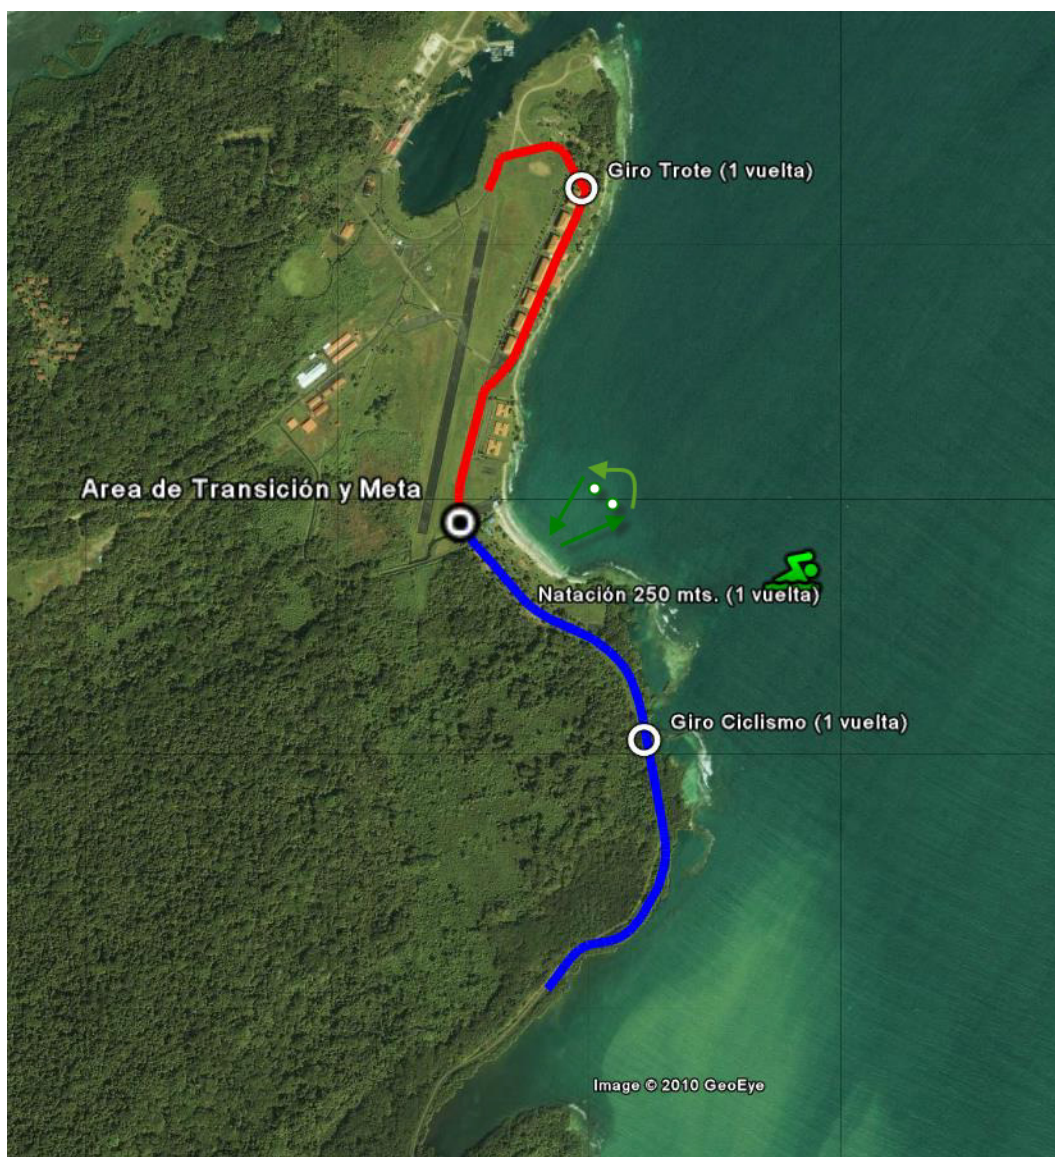 Giro Trote (1 vuelta)
Area de Transición y Meta
Natación 250 mts. (1 vuelta)
Giro Ciclismo (1 vuelta)
Image © 2010 GeoEye